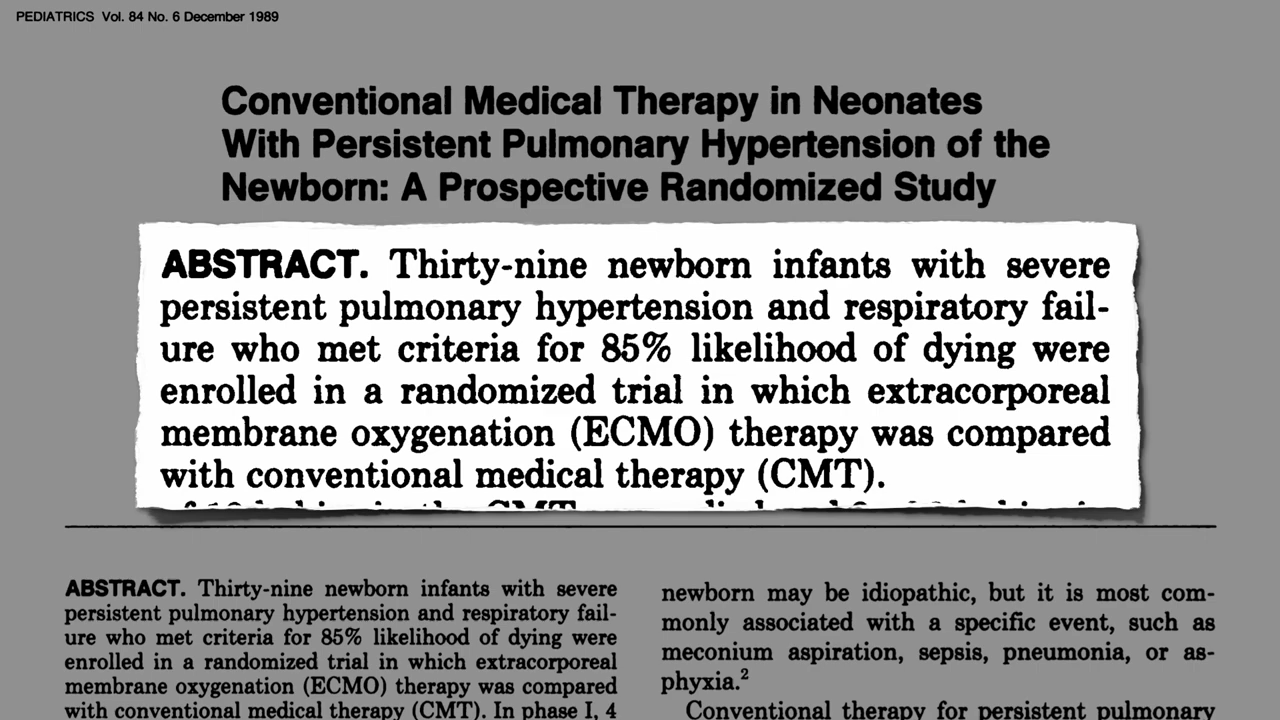 PEDIATRICS Vol. 84 No. 6 December 1989
Conventional Medical Therapy in Neonates
With Persistent Pulmonary Hypertension of the
Newborn: A Prospective Randomized Study
ABSTRACT. Thirty-nine newborn infants with severe
persistent pulmonary hypertension and respiratory fail-
ure who met criteria for 85% likelihood of dying were
enrolled in a randomized trial in which extracorporeal
membrane oxygenation (ECMO) therapy was compared
with conventional medical therapy (CMT).
ABSTRACT. Thirty-nine newborn infants with severe
persistent pulmonary hypertension and respiratory fail-
ure who met criteria for 85% likelihood of dying were
enrolled in a randomized trial in which extracorporeal
membrane oxygenation (ECMO) therapy was compared
with conventional medical therapy (CMT). In phase I, 4
newborn may be idiopathic, but it is most com-
monly associated with a specific event, such as
meconium aspiration, sepsis, pneumonia, or as-
phyxia.2
Conventional therapy for persistent pulmonary